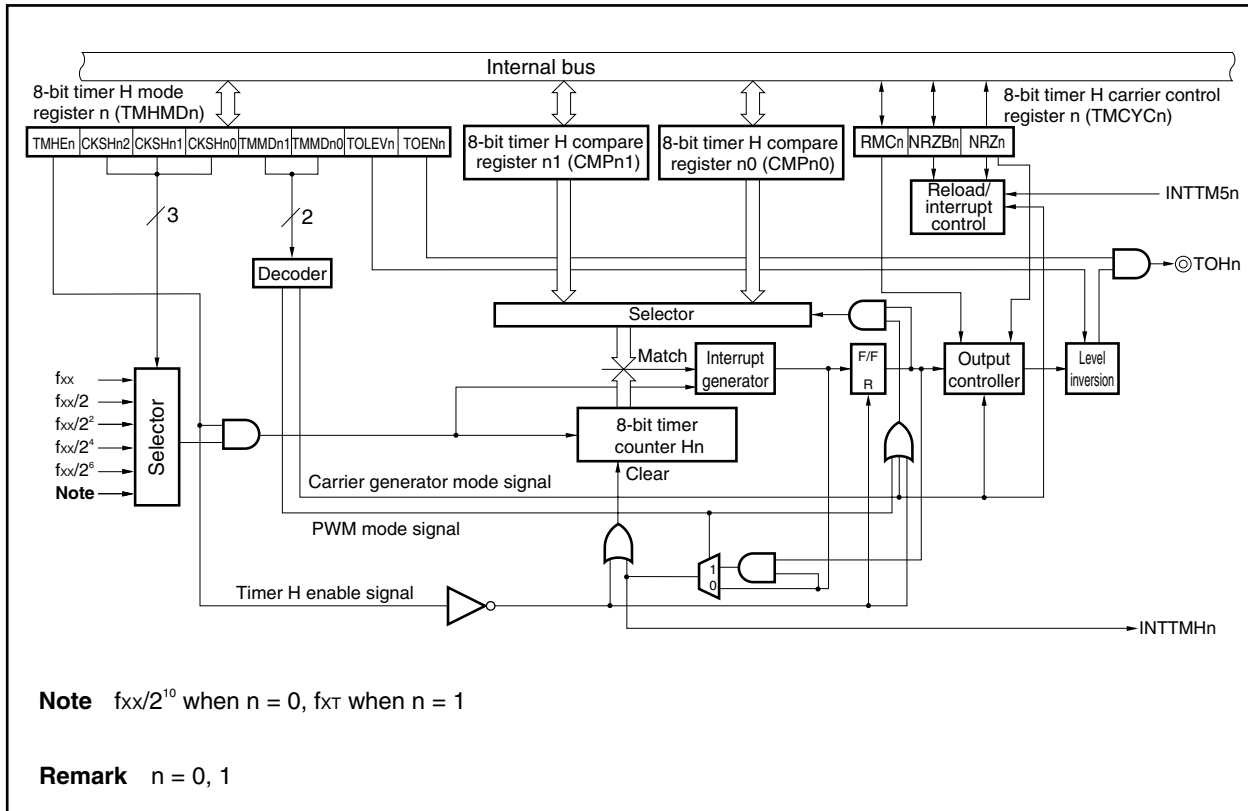 Internal bus
8-bit timer H mode
register n (TMHMDn)
8-bit timer H carrier control
register n (TMCYCn)
TMHEn CKSHn2 CKSHn1 CKSHn0 TMMDn1 TMMDn0 TOLEVn TOENn
8-bit timer H compare
register n1 (CMPn1)
8-bit timer H compare
register n0 (CMPn0)
RMCn NRZBn NRZn
Reload/
interrupt
control
INTTM5n
3
2
Decoder
TOHn
Selector
Match
Interrupt
generator
F/F
R
Output
controller
Level
inversion
fxx
fxx/2
fxx/2²
fxx/2⁴
fxx/2⁶
Note
Selector
8-bit timer
counter Hn
Clear
Carrier generator mode signal
PWM mode signal
1
0
Timer H enable signal
INTTMHn
Note fxx/2¹⁰ when n = 0, fXT when n = 1
Remark n = 0, 1